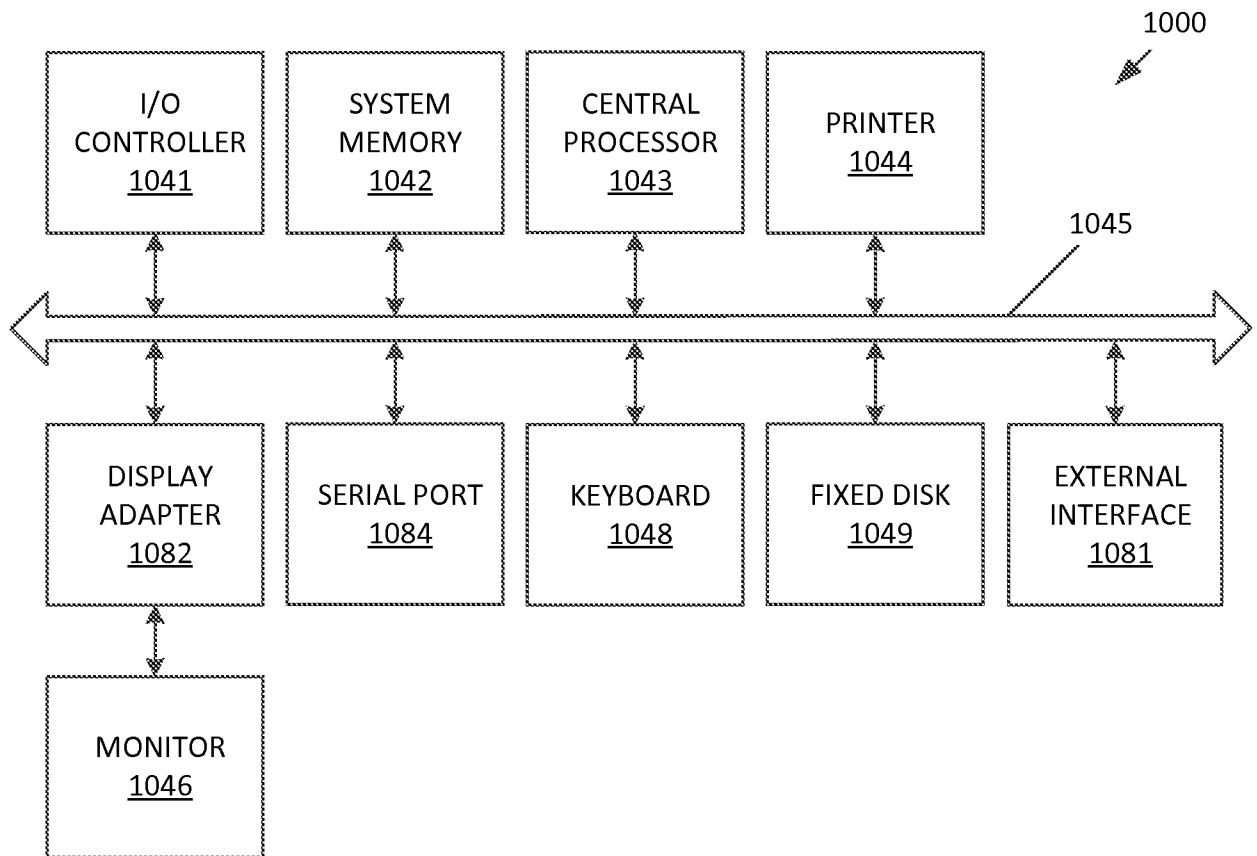 1000
I/O
CONTROLLER
1041
SYSTEM
MEMORY
1042
CENTRAL
PROCESSOR
1043
PRINTER
1044
1045
DISPLAY
ADAPTER
1082
SERIAL PORT
1084
KEYBOARD
1048
FIXED DISK
1049
EXTERNAL
INTERFACE
1081
MONITOR
1046